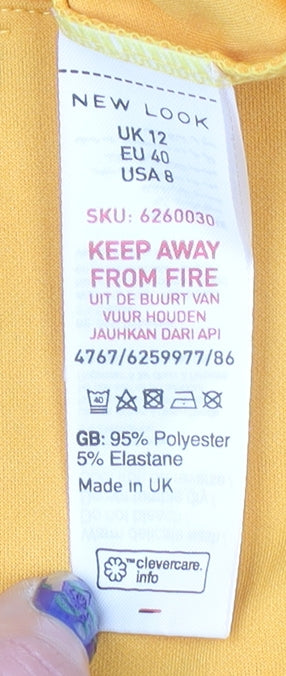 NEW LOOK
UK 12
EU 40
USA 8
SKU: 6260030
KEEP AWAY
FROM FIRE
UIT DE BUURT VAN
VUUR HOUDEN
JAUHKAN DARI API
4767/6259977/86
40
GB: 95% Polyester
5% Elastane
Made in UK
™ clevercare.
info